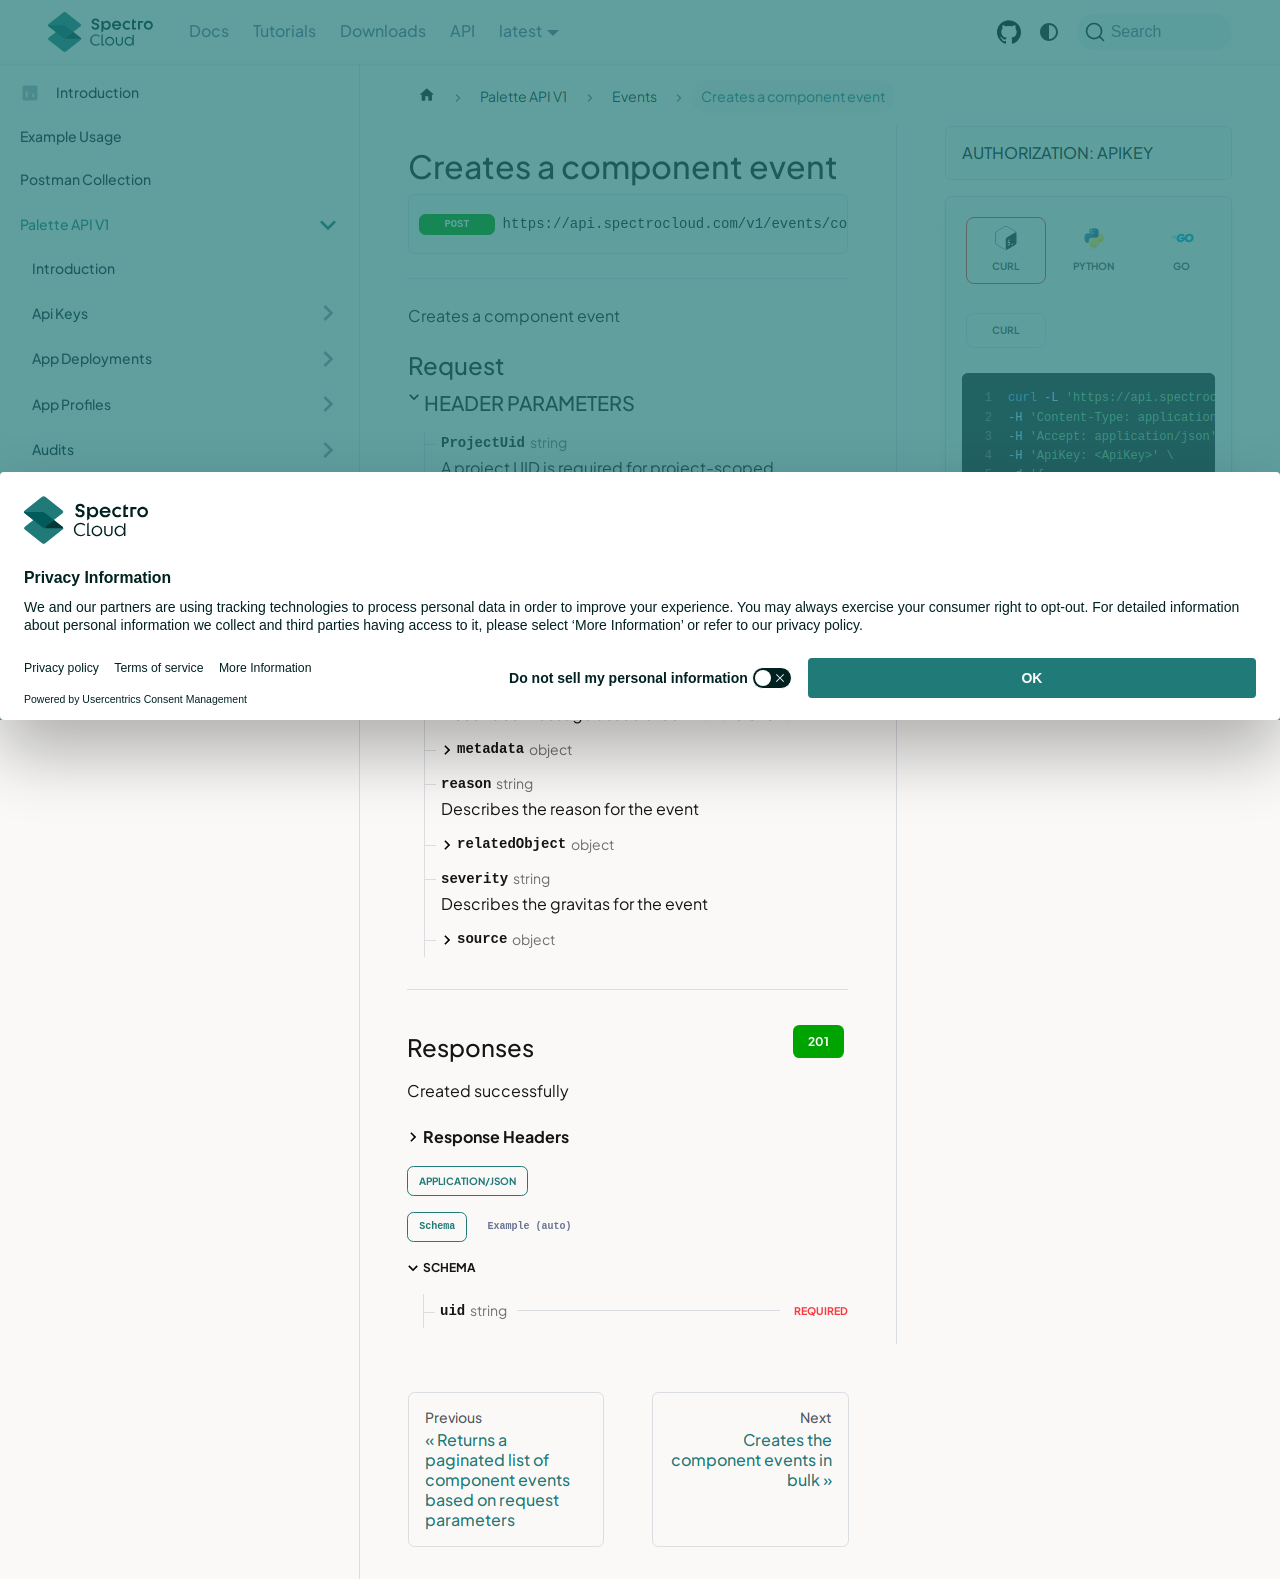 Spectro
Cloud
Docs
Tutorials
Downloads
API
latest
Search
Introduction
Example Usage
Postman Collection
Palette API V1
Introduction
Api Keys
App Deployments
App Profiles
Audits
Palette API V1
Events
Creates a component event
Creates a component event
POST https://api.spectrocloud.com/v1/events/co
Creates a component event
Request
HEADER PARAMETERS
ProjectUid string
A project UID is required for project-scoped
AUTHORIZATION: APIKEY
CURL
PYTHON
GO
CURL
1 curl -L 'https://api.spectroc
2 -H 'Content-Type: application
3 -H 'Accept: application/json'
4 -H 'ApiKey: <ApiKey>' \
Spectro
Cloud
Privacy Information
We and our partners are using tracking technologies to process personal data in order to improve your experience. You may always exercise your consumer right to opt-out. For detailed information
about personal information we collect and third parties having access to it, please select ‘More Information’ or refer to our privacy policy.
Privacy policy
Terms of service
More Information
Powered by Usercentrics Consent Management
Do not sell my personal information
OK
metadata object
reason string
Describes the reason for the event
relatedObject object
severity string
Describes the gravitas for the event
source object
Responses
201
Created successfully
Response Headers
APPLICATION/JSON
Schema
Example (auto)
SCHEMA
uid string
REQUIRED
Previous
« Returns a
paginated list of
component events
based on request
parameters
Next
Creates the
component events in
bulk »